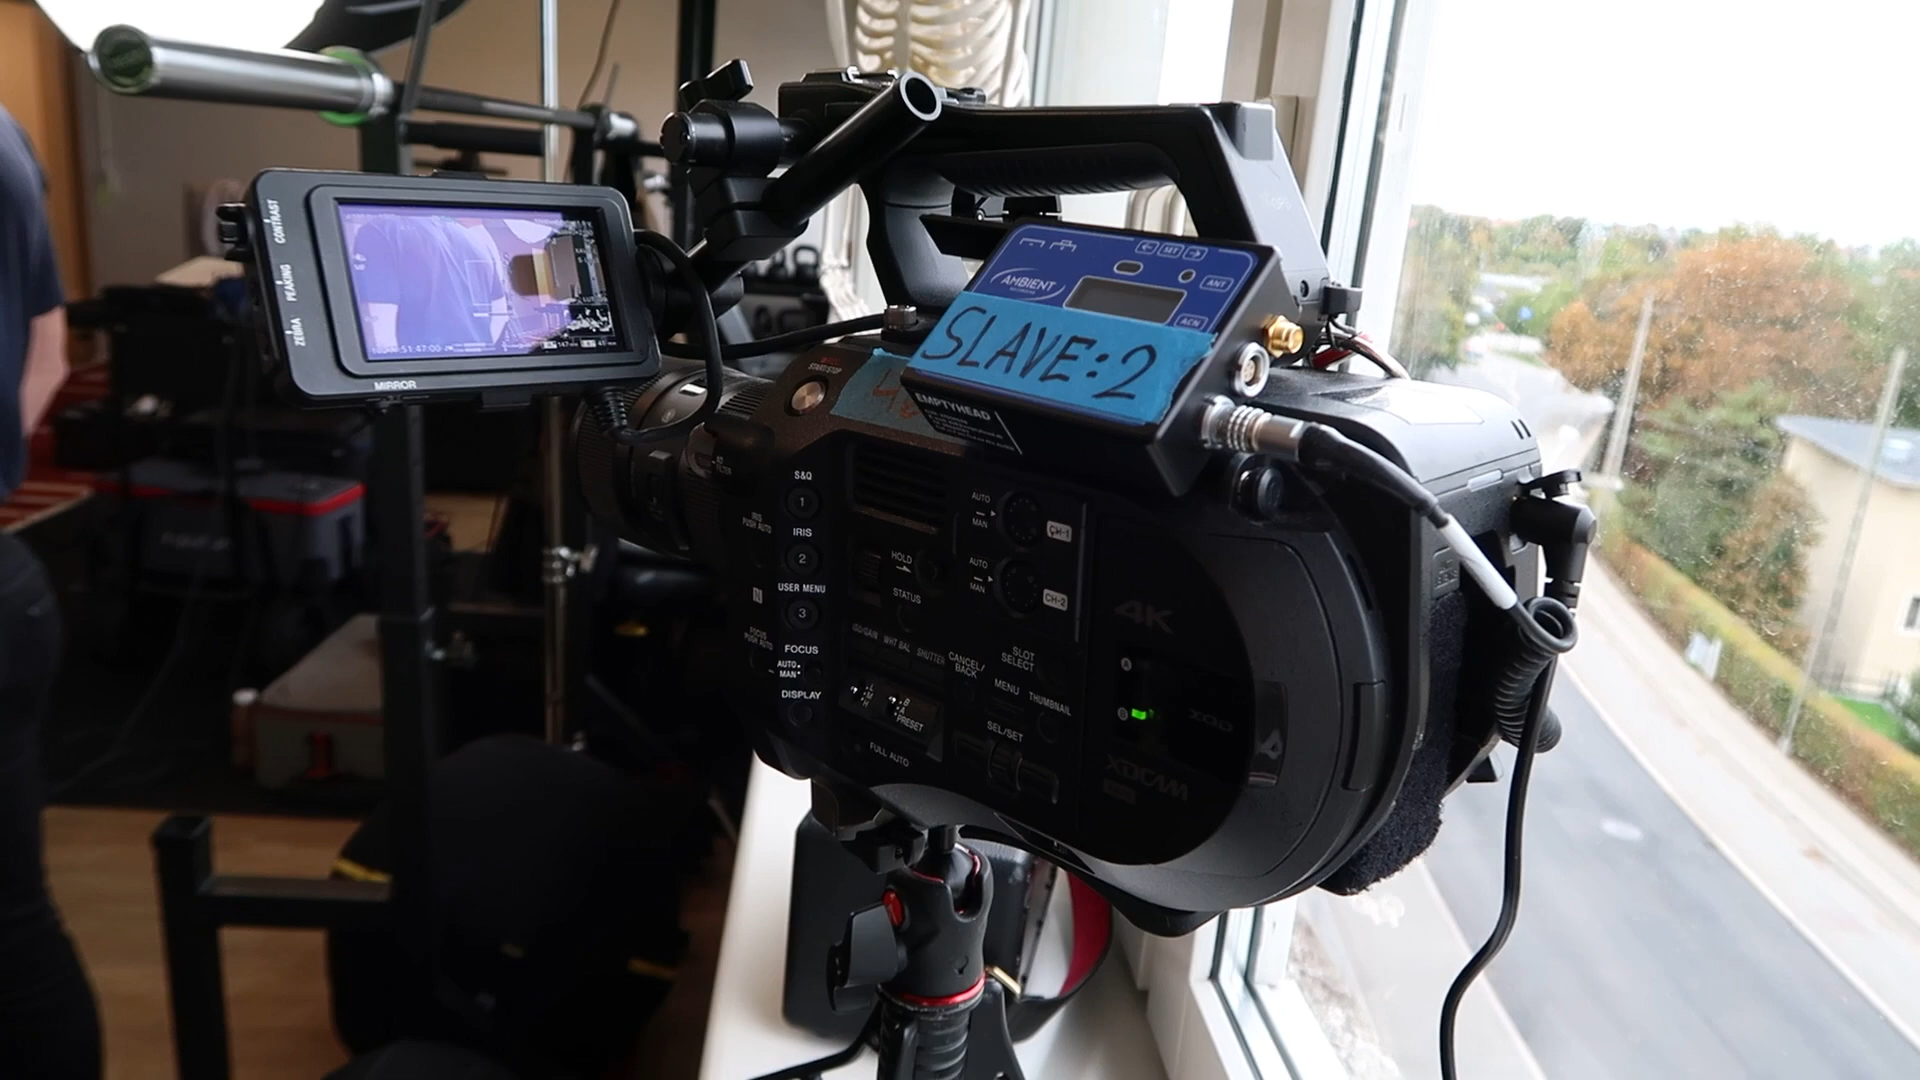 CONTRAST
PEAKING
ZEBRA
MIRROR
SET
ANT
AMBIENT
ACN
SLAVE:2
EMPTYHEAD
START/STOP
S&Q
1
IRIS
2
USER MENU
3
FOCUS
AUTO
MAN
DISPLAY
IRIS
PUSH AUTO
FOCUS
PUSH AUTO
AUTO
MAN
CH-1
AUTO
MAN
CH-2
HOLD
STATUS
ISO/GAIN
WHT BAL
SHUTTER
CANCEL/
BACK
SLOT
SELECT
MENU
THUMBNAIL
SEL/SET
L
M
H
B
A
PRESET
FULL AUTO
4K
A
B
XQD
XDCAM